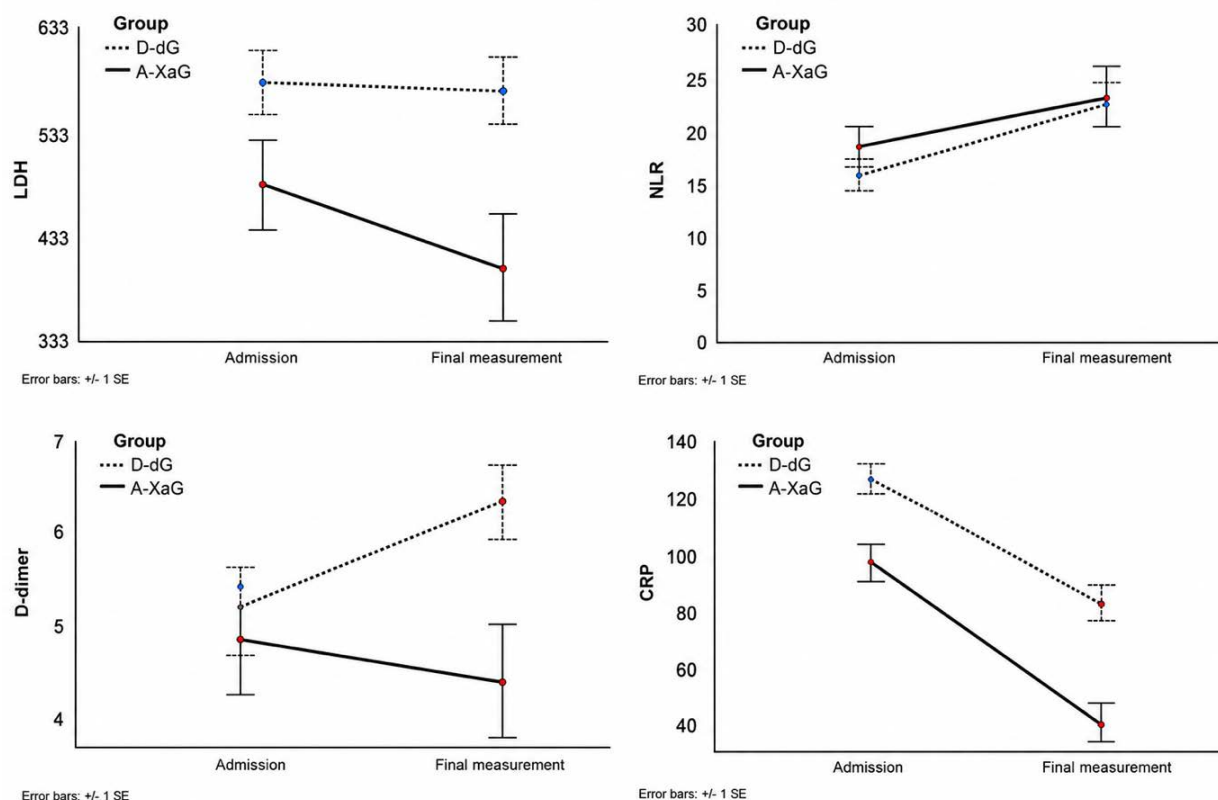 Group
D-dG
A-XaG
633
533
433
333
LDH
Admission
Final measurement
Error bars: +/- 1 SE
Group
D-dG
A-XaG
30
25
20
15
10
5
0
NLR
Admission
Final measurement
Error bars: +/- 1 SE
Group
D-dG
A-XaG
7
6
5
4
D-dimer
Admission
Final measurement
Error bars: +/- 1 SE
Group
D-dG
A-XaG
140
120
100
80
60
40
CRP
Admission
Final measurement
Error bars: +/- 1 SE